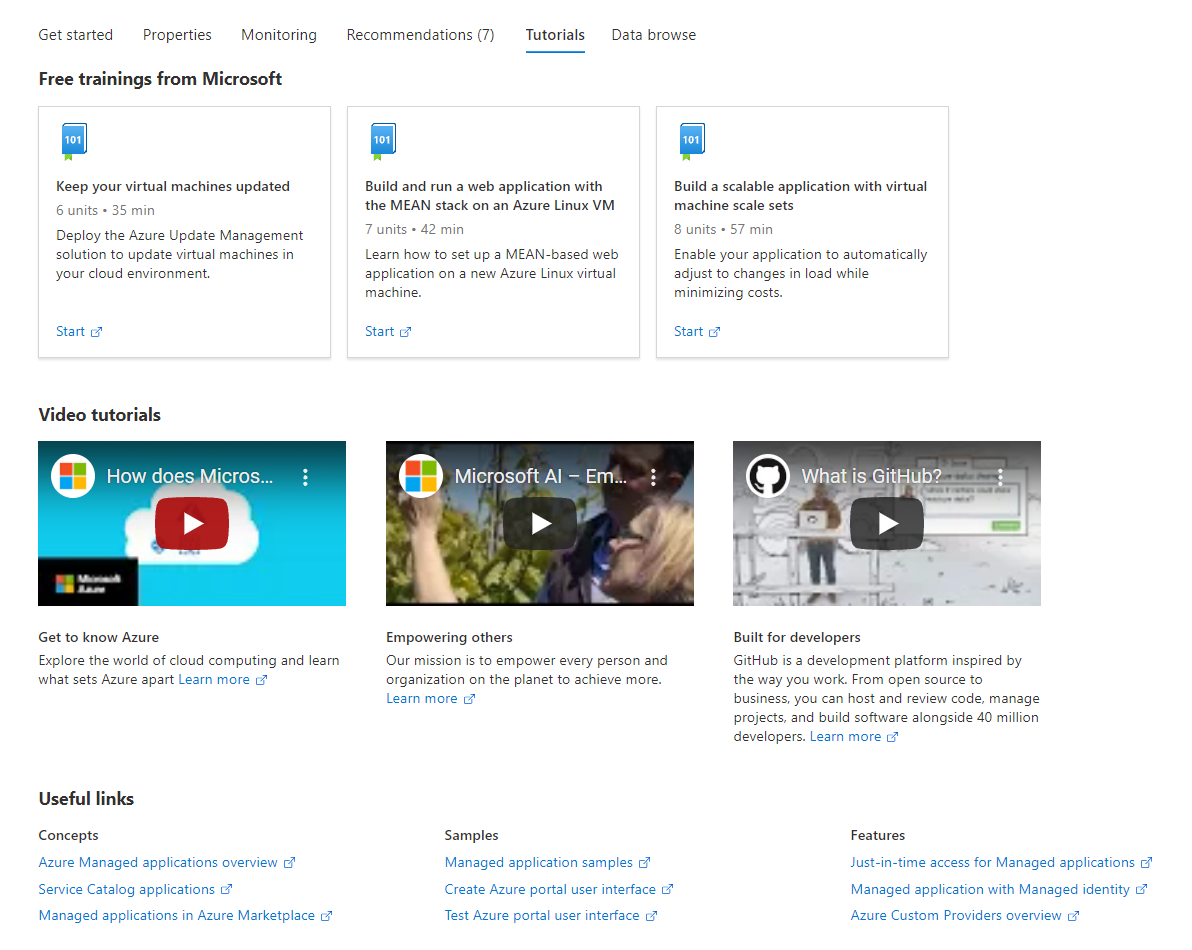 Get started Properties Monitoring Recommendations (7) Tutorials Data browse
Free trainings from Microsoft
101
Keep your virtual machines updated
6 units • 35 min
Deploy the Azure Update Management
solution to update virtual machines in
your cloud environment.
Start
101
Build and run a web application with
the MEAN stack on an Azure Linux VM
7 units • 42 min
Learn how to set up a MEAN-based web
application on a new Azure Linux virtual
machine.
Start
101
Build a scalable application with virtual
machine scale sets
8 units • 57 min
Enable your application to automatically
adjust to changes in load while
minimizing costs.
Start
Video tutorials
How does Micros...
Microsoft
Azure
Get to know Azure
Explore the world of cloud computing and learn
what sets Azure apart Learn more
Microsoft AI – Em...
Empowering others
Our mission is to empower every person and
organization on the planet to achieve more.
Learn more
What is GitHub?
Built for developers
GitHub is a development platform inspired by
the way you work. From open source to
business, you can host and review code, manage
projects, and build software alongside 40 million
developers. Learn more
Useful links
Concepts
Azure Managed applications overview
Service Catalog applications
Managed applications in Azure Marketplace
Samples
Managed application samples
Create Azure portal user interface
Test Azure portal user interface
Features
Just-in-time access for Managed applications
Managed application with Managed identity
Azure Custom Providers overview